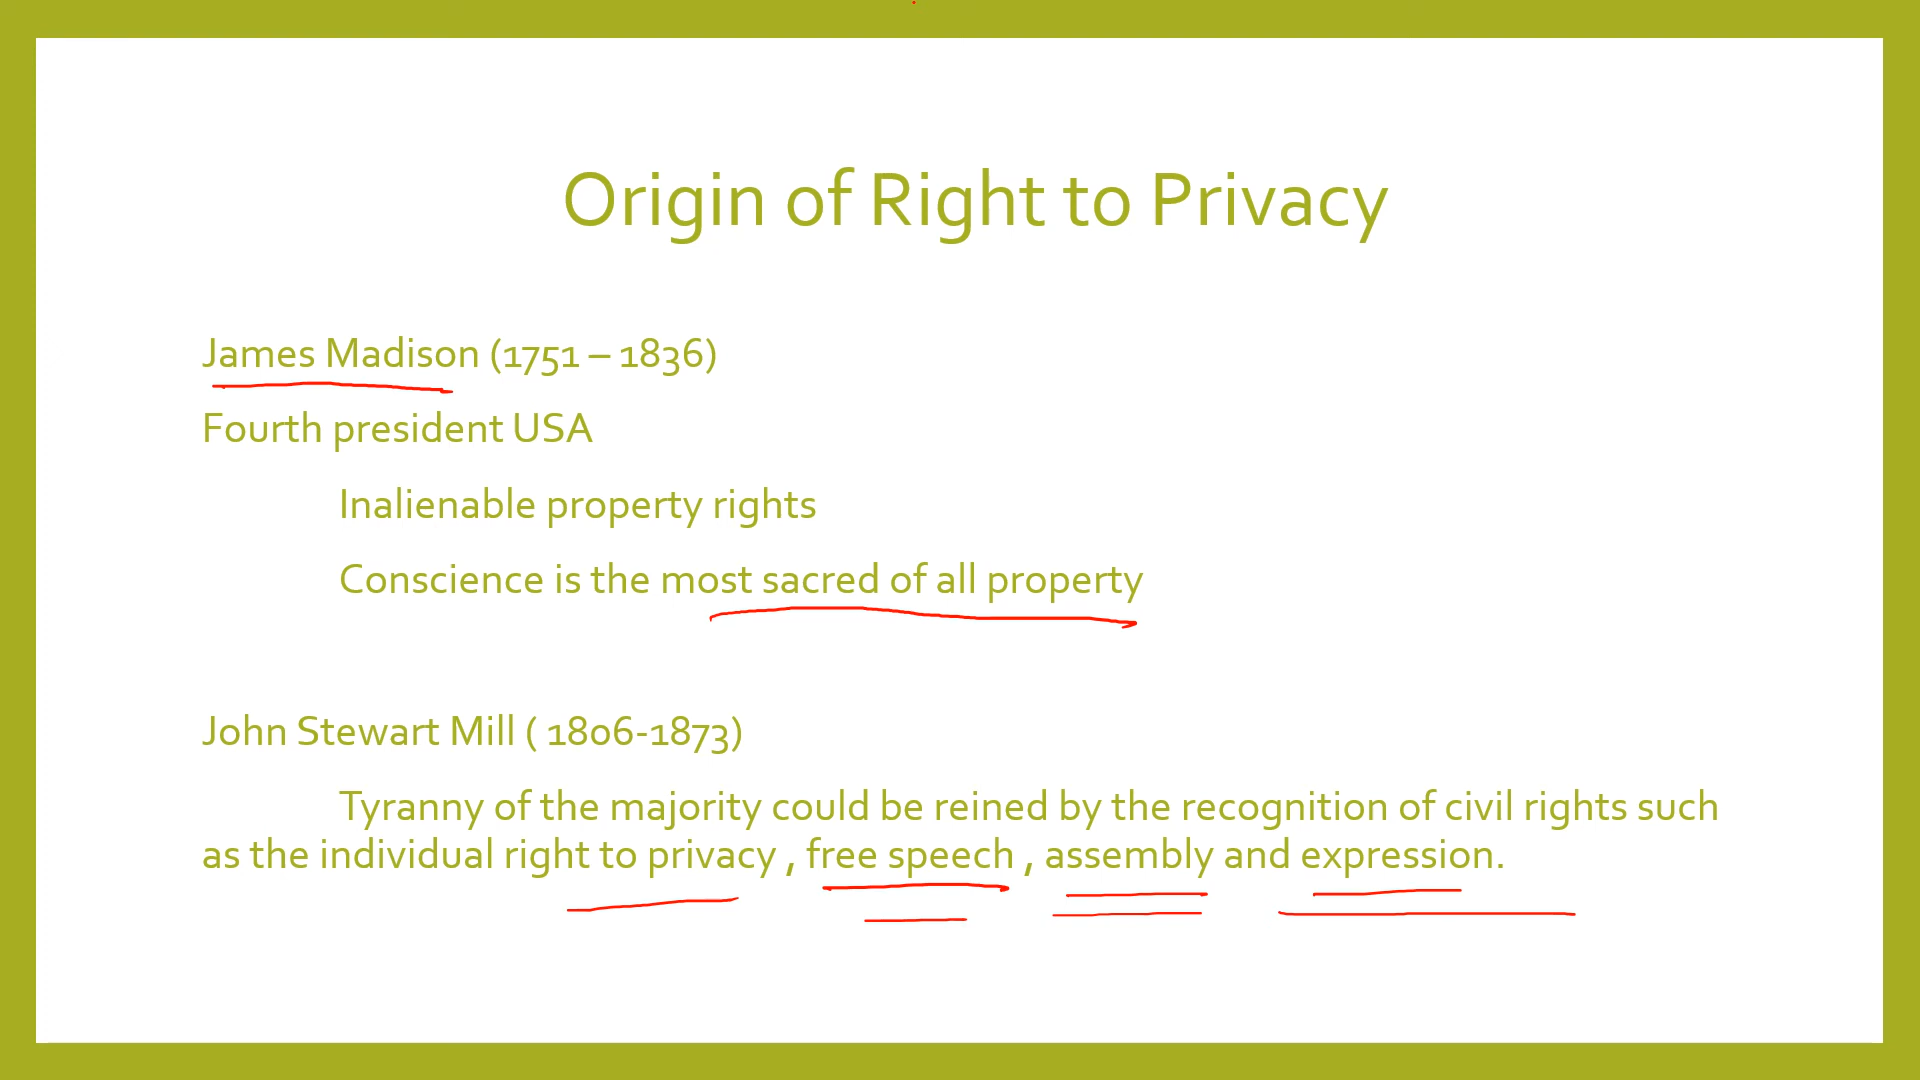 Origin of Right to Privacy
James Madison (1751 – 1836)
Fourth president USA
Inalienable property rights
Conscience is the most sacred of all property
John Stewart Mill ( 1806-1873)
Tyranny of the majority could be reined by the recognition of civil rights such
as the individual right to privacy , free speech , assembly and expression.